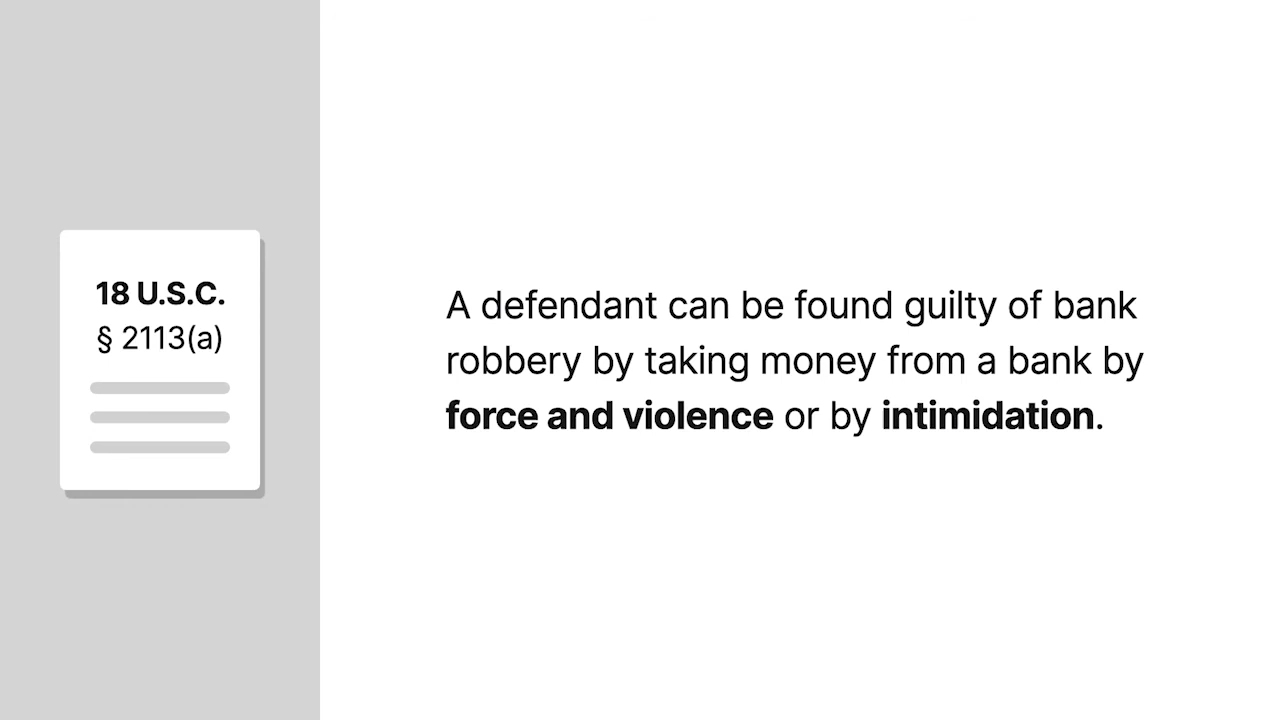 18 U.S.C.
§ 2113(a)
A defendant can be found guilty of bank
robbery by taking money from a bank by
force and violence or by intimidation.